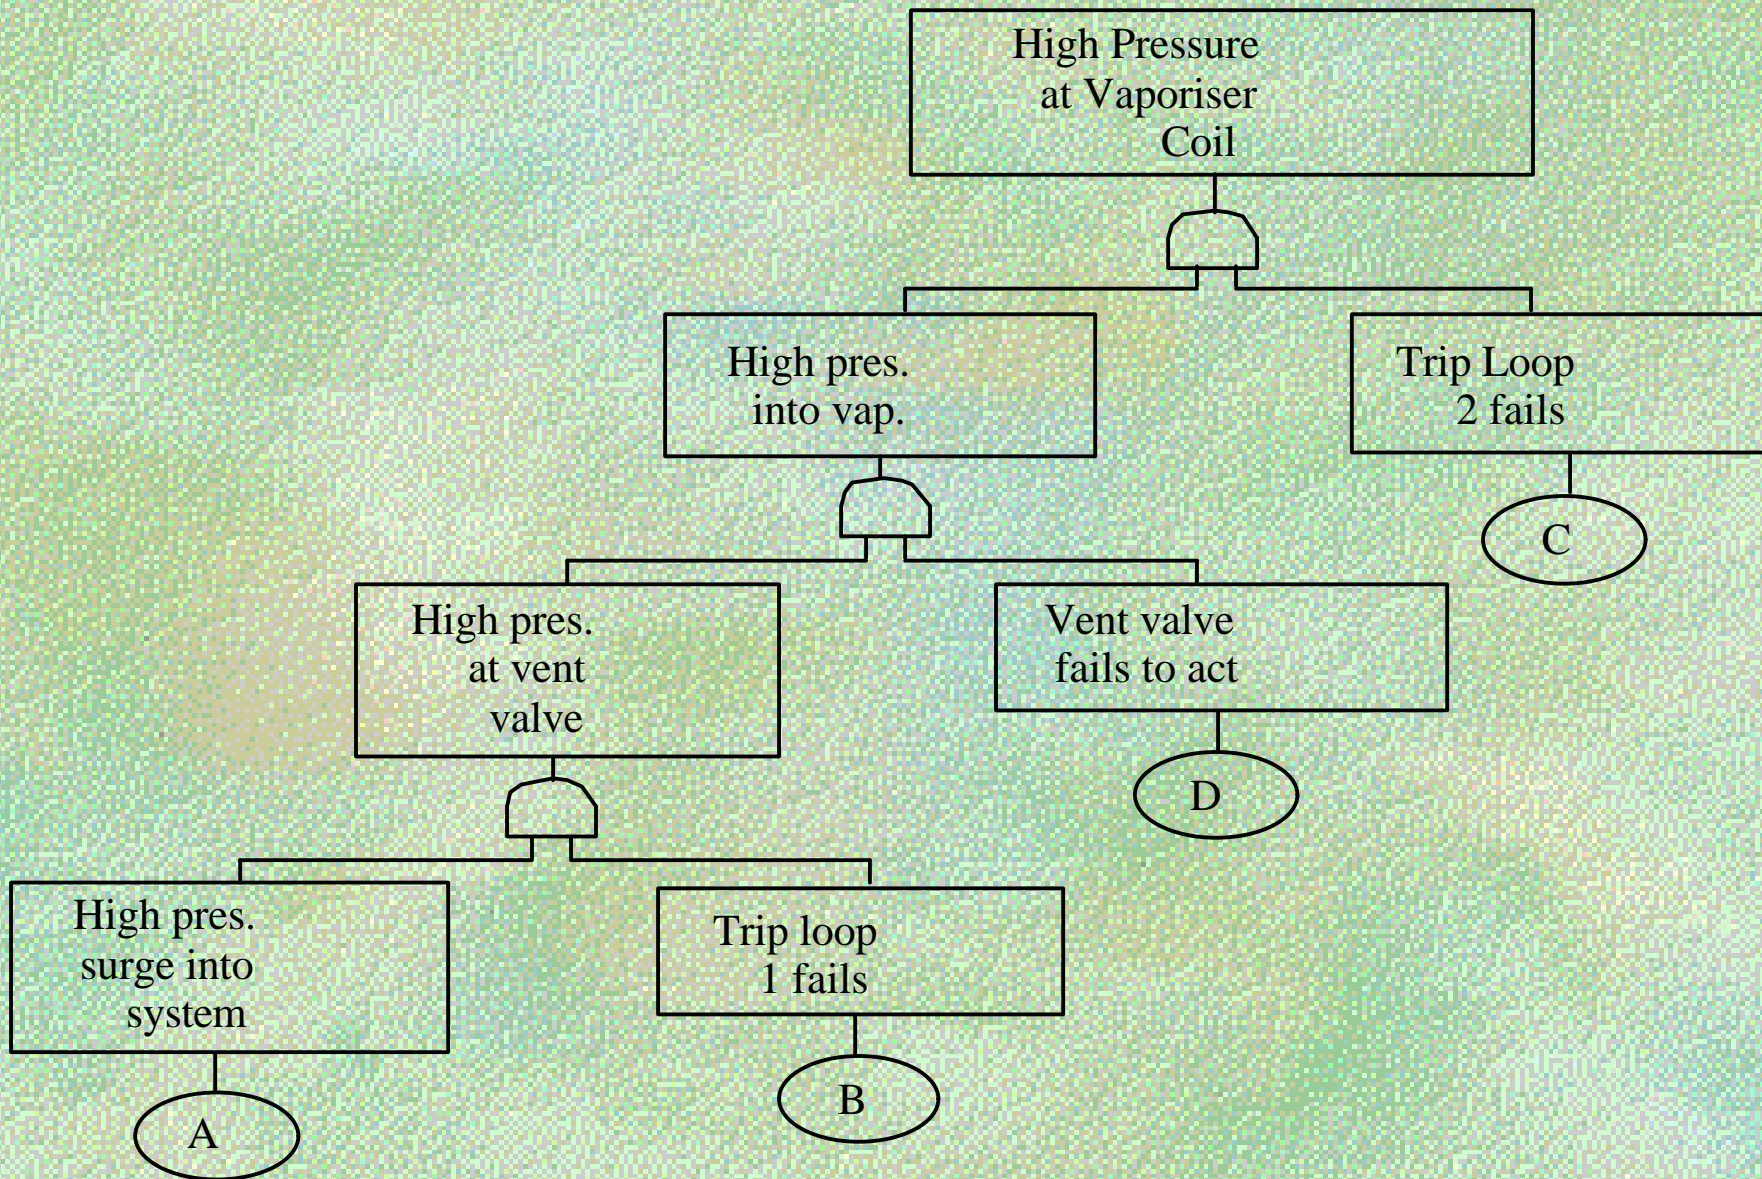 High Pressure
at Vaporiser
Coil
High pres.
into vap.
Trip Loop
2 fails
C
High pres.
at vent
valve
Vent valve
fails to act
D
High pres.
surge into
system
Trip loop
1 fails
B
A